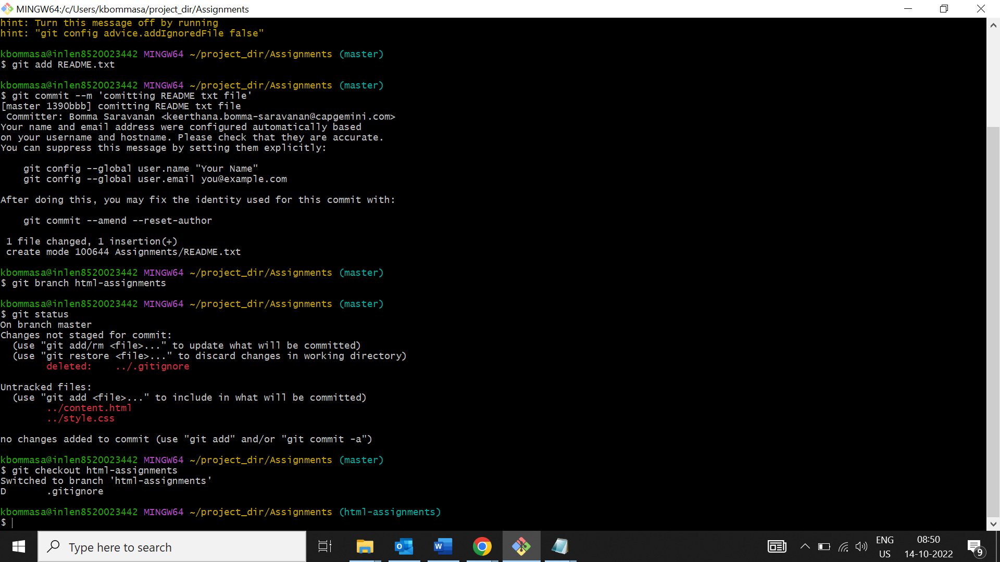 MINGW64:/c/Users/kbommasa/project_dir/Assignments
hint: Turn this message off by running
hint: "git config advice.addIgnoredFile false"
kbommasa@inlen8520023442 MINGW64 ~/project_dir/Assignments (master)
$ git add README.txt
kbommasa@inlen8520023442 MINGW64 ~/project_dir/Assignments (master)
$ git commit --m 'comitting README txt file'
[master 1390bbb] comitting README txt file
Committer: Bomma Saravanan <keerthana.bomma-saravanan@capgemini.com>
Your name and email address were configured automatically based
on your username and hostname. Please check that they are accurate.
You can suppress this message by setting them explicitly:
git config --global user.name "Your Name"
git config --global user.email you@example.com
After doing this, you may fix the identity used for this commit with:
git commit --amend --reset-author
1 file changed, 1 insertion(+)
create mode 100644 Assignments/README.txt
kbommasa@inlen8520023442 MINGW64 ~/project_dir/Assignments (master)
$ git branch html-assignments
kbommasa@inlen8520023442 MINGW64 ~/project_dir/Assignments (master)
$ git status
On branch master
Changes not staged for commit:
(use "git add/rm <file>..." to update what will be committed)
(use "git restore <file>..." to discard changes in working directory)
deleted: ../.gitignore
Untracked files:
(use "git add <file>..." to include in what will be committed)
../content.html
../style.css
no changes added to commit (use "git add" and/or "git commit -a")
kbommasa@inlen8520023442 MINGW64 ~/project_dir/Assignments (master)
$ git checkout html-assignments
Switched to branch 'html-assignments'
D .gitignore
kbommasa@inlen8520023442 MINGW64 ~/project_dir/Assignments (html-assignments)
$
Type here to search
ENG
US
08:50
14-10-2022
9